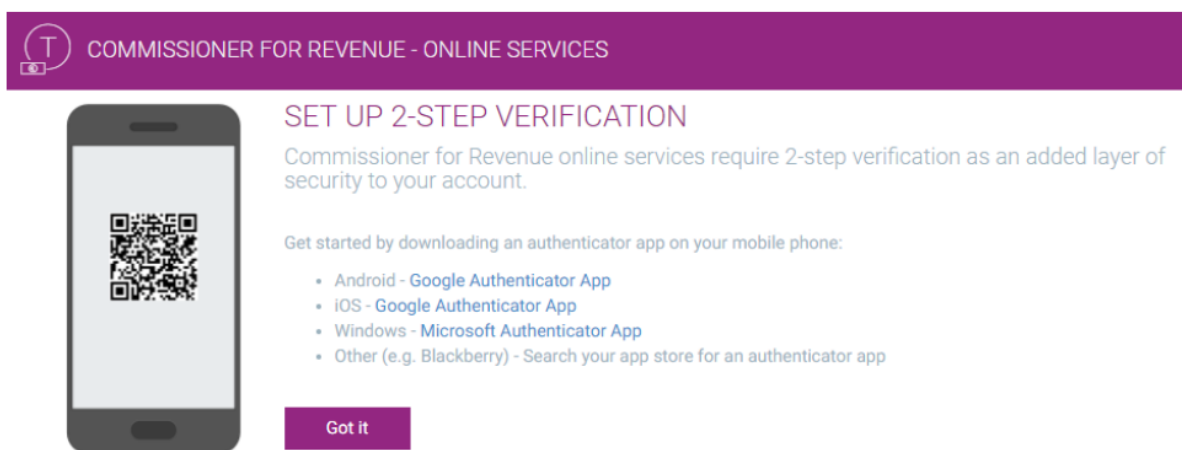 T
COMMISSIONER FOR REVENUE - ONLINE SERVICES
SET UP 2-STEP VERIFICATION
Commissioner for Revenue online services require 2-step verification as an added layer of
security to your account.
Get started by downloading an authenticator app on your mobile phone:
• Android - Google Authenticator App
• iOS - Google Authenticator App
• Windows - Microsoft Authenticator App
• Other (e.g. Blackberry) - Search your app store for an authenticator app
Got it